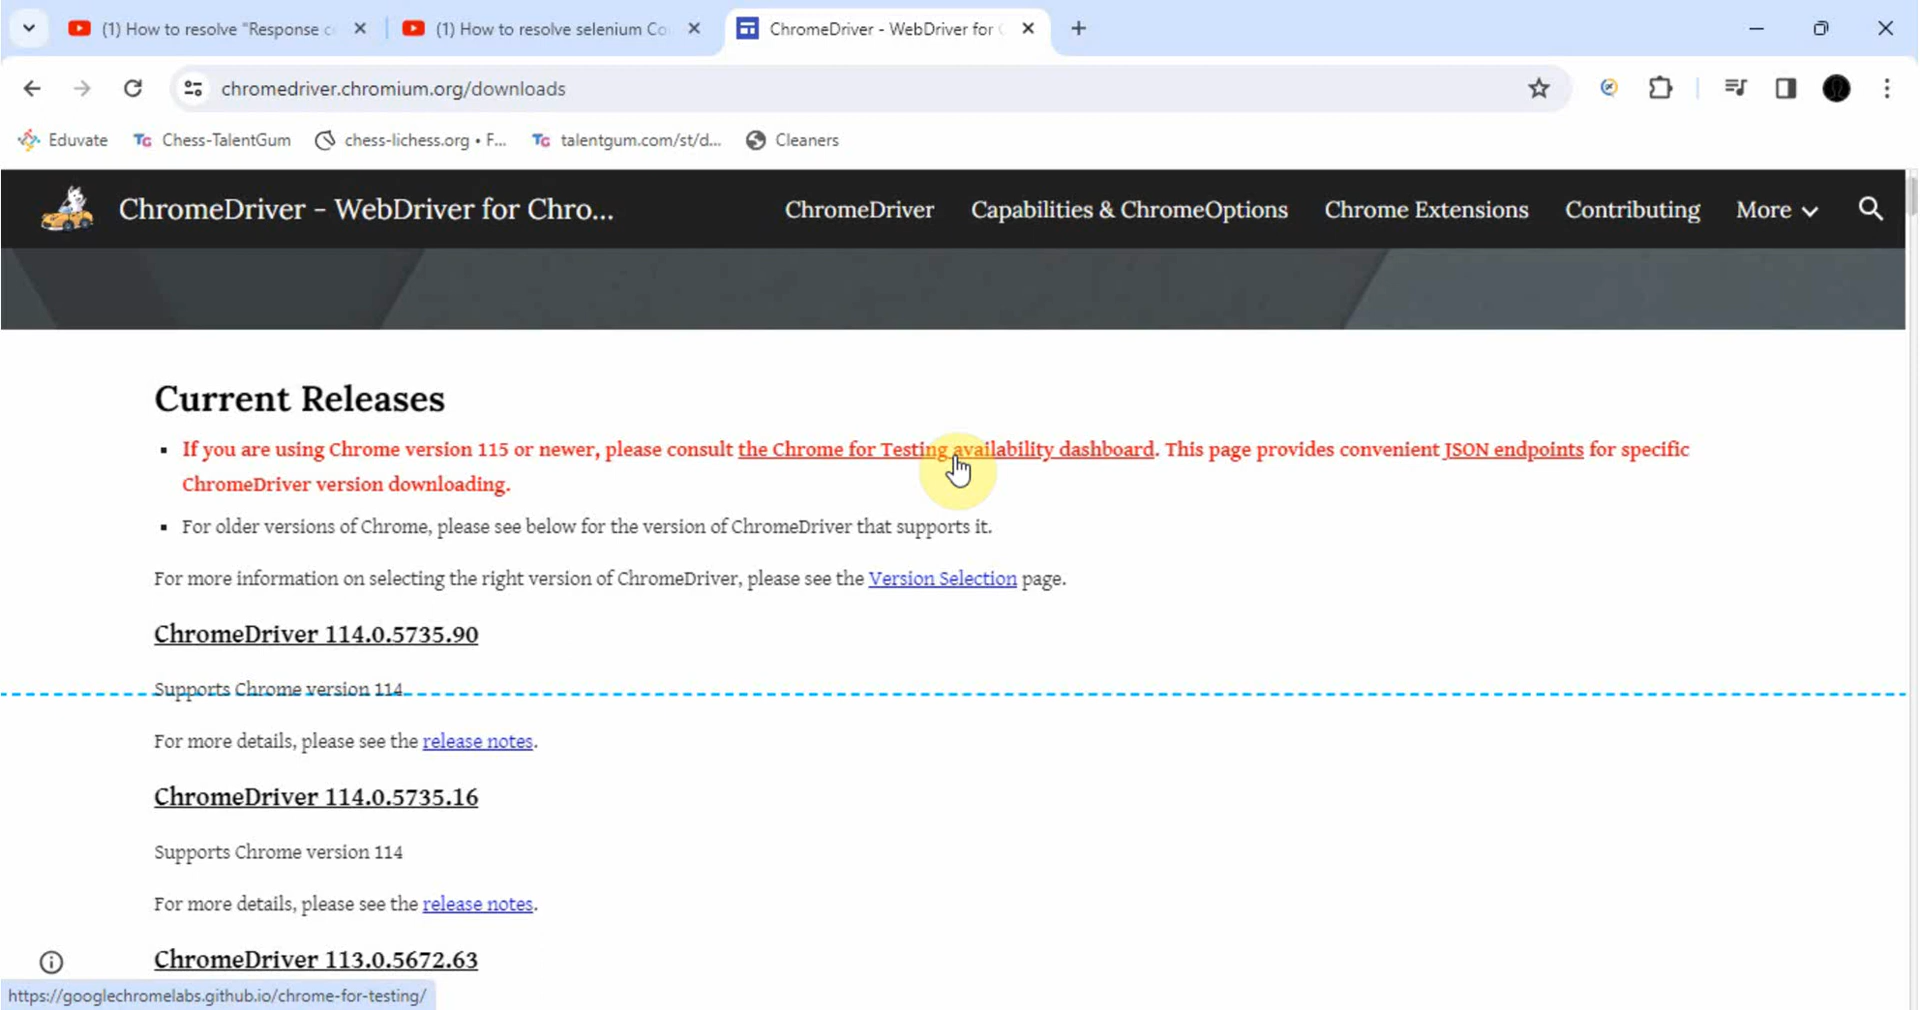 (1) How to resolve "Response c
(1) How to resolve selenium Co
ChromeDriver - WebDriver for C
chromedriver.chromium.org/downloads
Eduvate
TG Chess-TalentGum
chess-lichess.org • F...
TG talentgum.com/st/d...
Cleaners
ChromeDriver - WebDriver for Chro...
ChromeDriver
Capabilities & ChromeOptions
Chrome Extensions
Contributing
More
Current Releases
▪ If you are using Chrome version 115 or newer, please consult the Chrome for Testing availability dashboard. This page provides convenient JSON endpoints for specific
ChromeDriver version downloading.
▪ For older versions of Chrome, please see below for the version of ChromeDriver that supports it.
For more information on selecting the right version of ChromeDriver, please see the Version Selection page.
ChromeDriver 114.0.5735.90
Supports Chrome version 114
For more details, please see the release notes.
ChromeDriver 114.0.5735.16
Supports Chrome version 114
For more details, please see the release notes.
ChromeDriver 113.0.5672.63
https://googlechromelabs.github.io/chrome-for-testing/